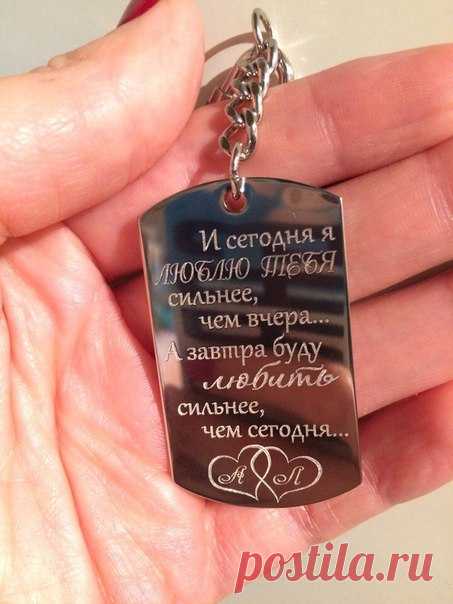 И сегодня я
ЛЮБЛЮ ТЕБЯ
сильнее,
чем вчера...
А завтра буду
любить
сильнее,
чем сегодня...
А Л
postila.ru